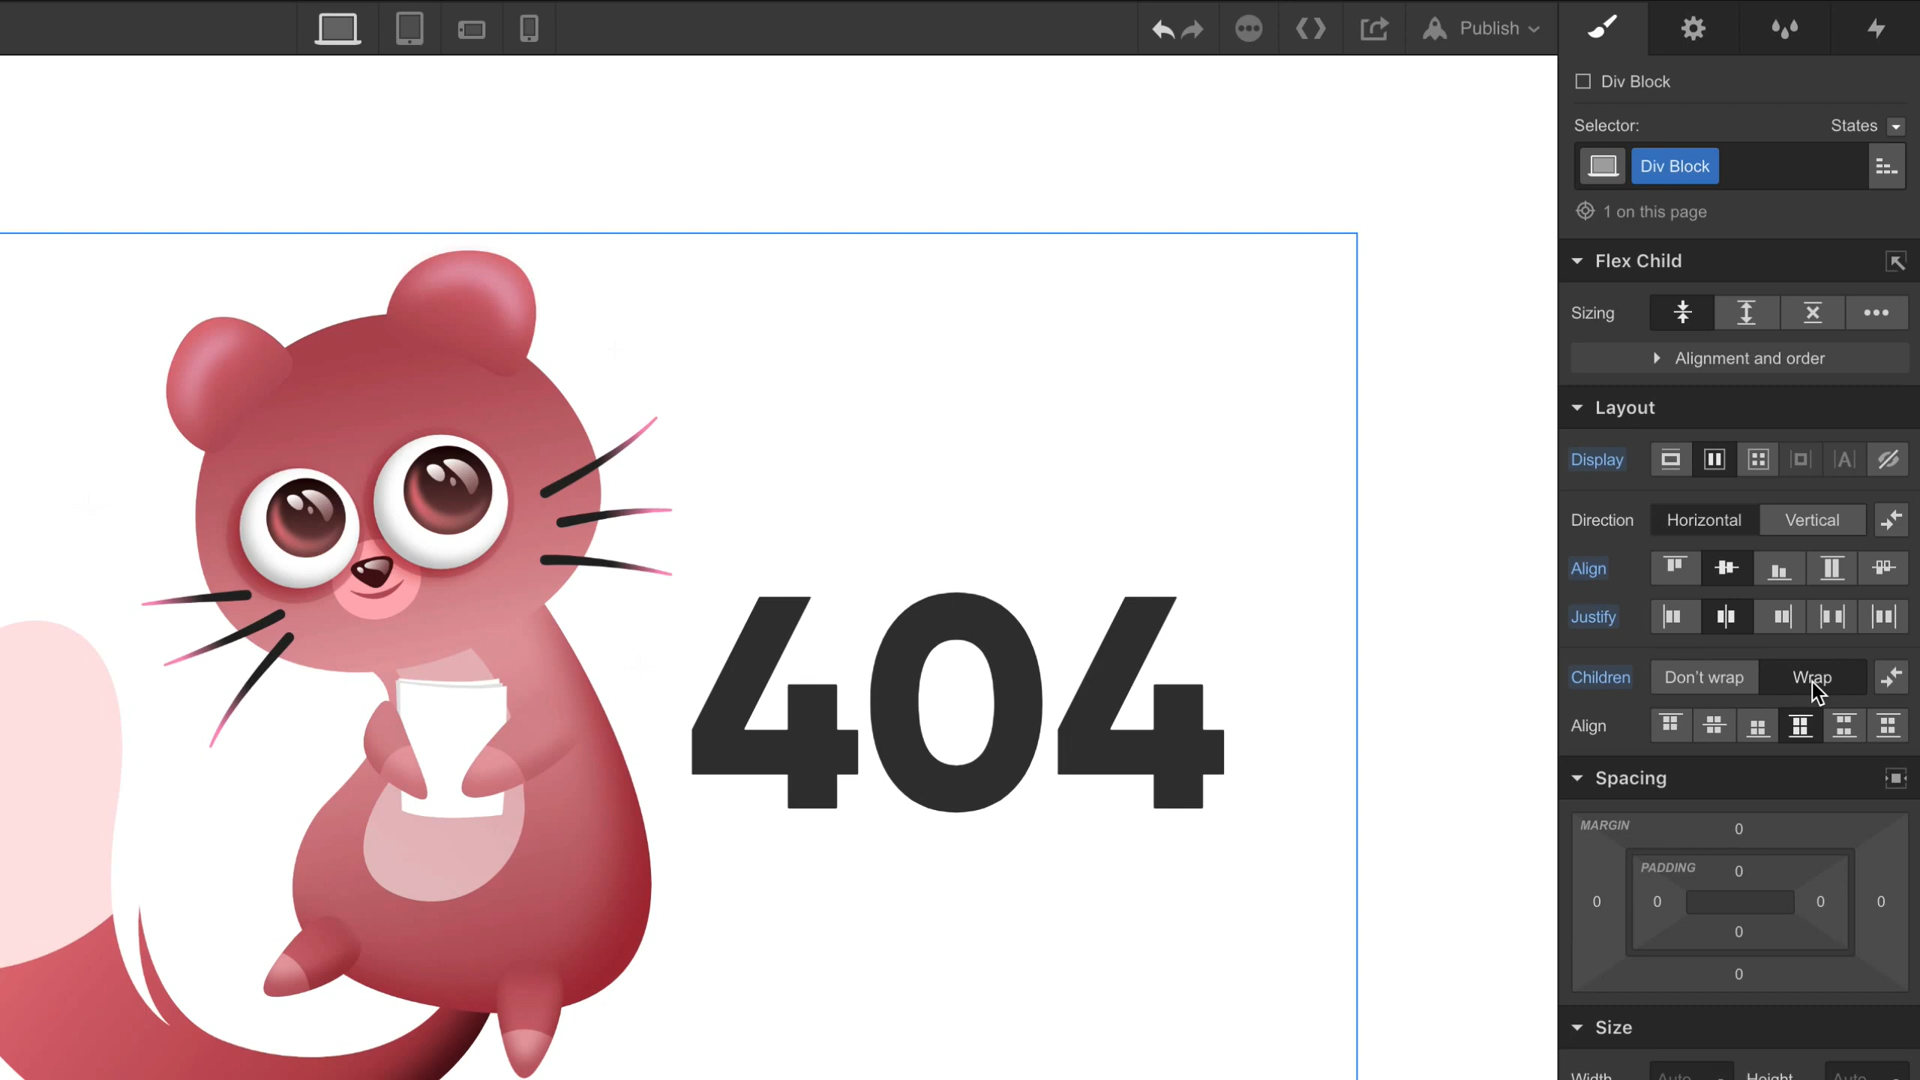 Publish
Div Block
Selector:
States
Div Block
1 on this page
Flex Child
Sizing
Alignment and order
Layout
Display
Direction Horizontal Vertical
Align
Justify
Children Don't wrap Wrap
Align
Spacing
MARGIN
0
PADDING
0
0 0 0 0
0
0
Size
Width Auto Height Auto
404